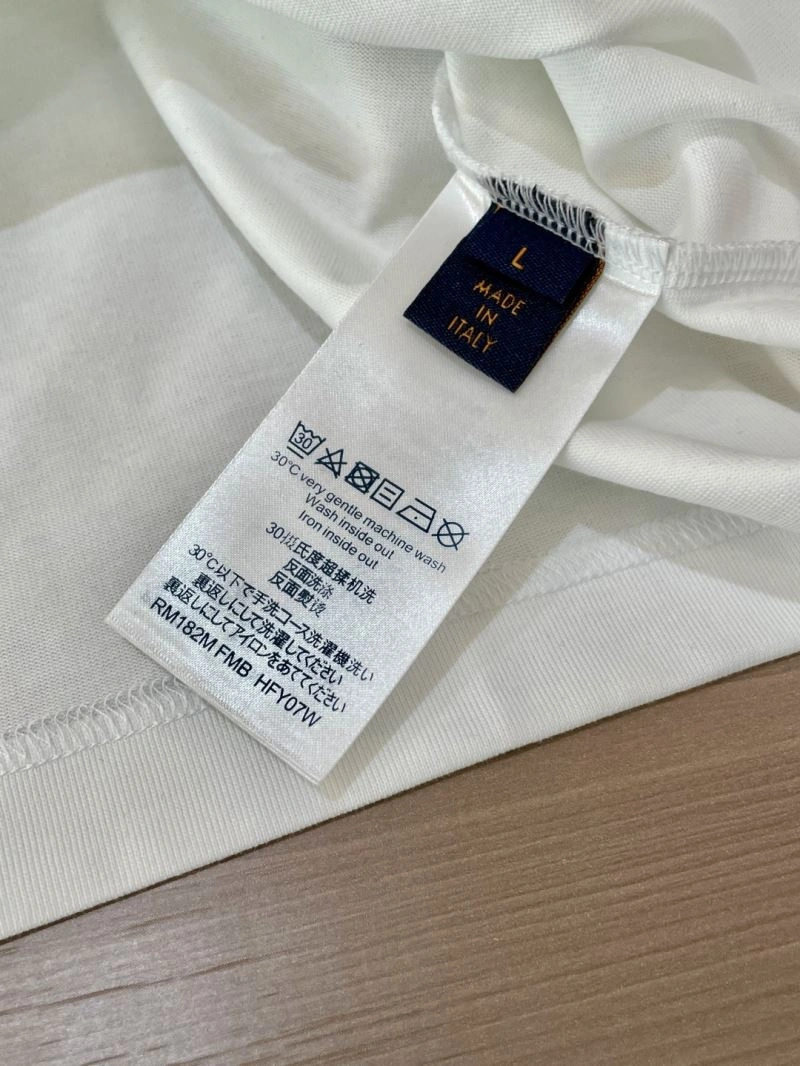 L
MADE
IN
ITALY
30
30°C very gentle machine wash
Wash inside out
Iron inside out
30摄氏度超揉机洗
反面洗涤
反面熨烫
30℃以下で手洗コース洗濯機洗い
裏返しにして洗濯してください
裏返しにしてアイロンをあててください
RM182M FMB HFY07W